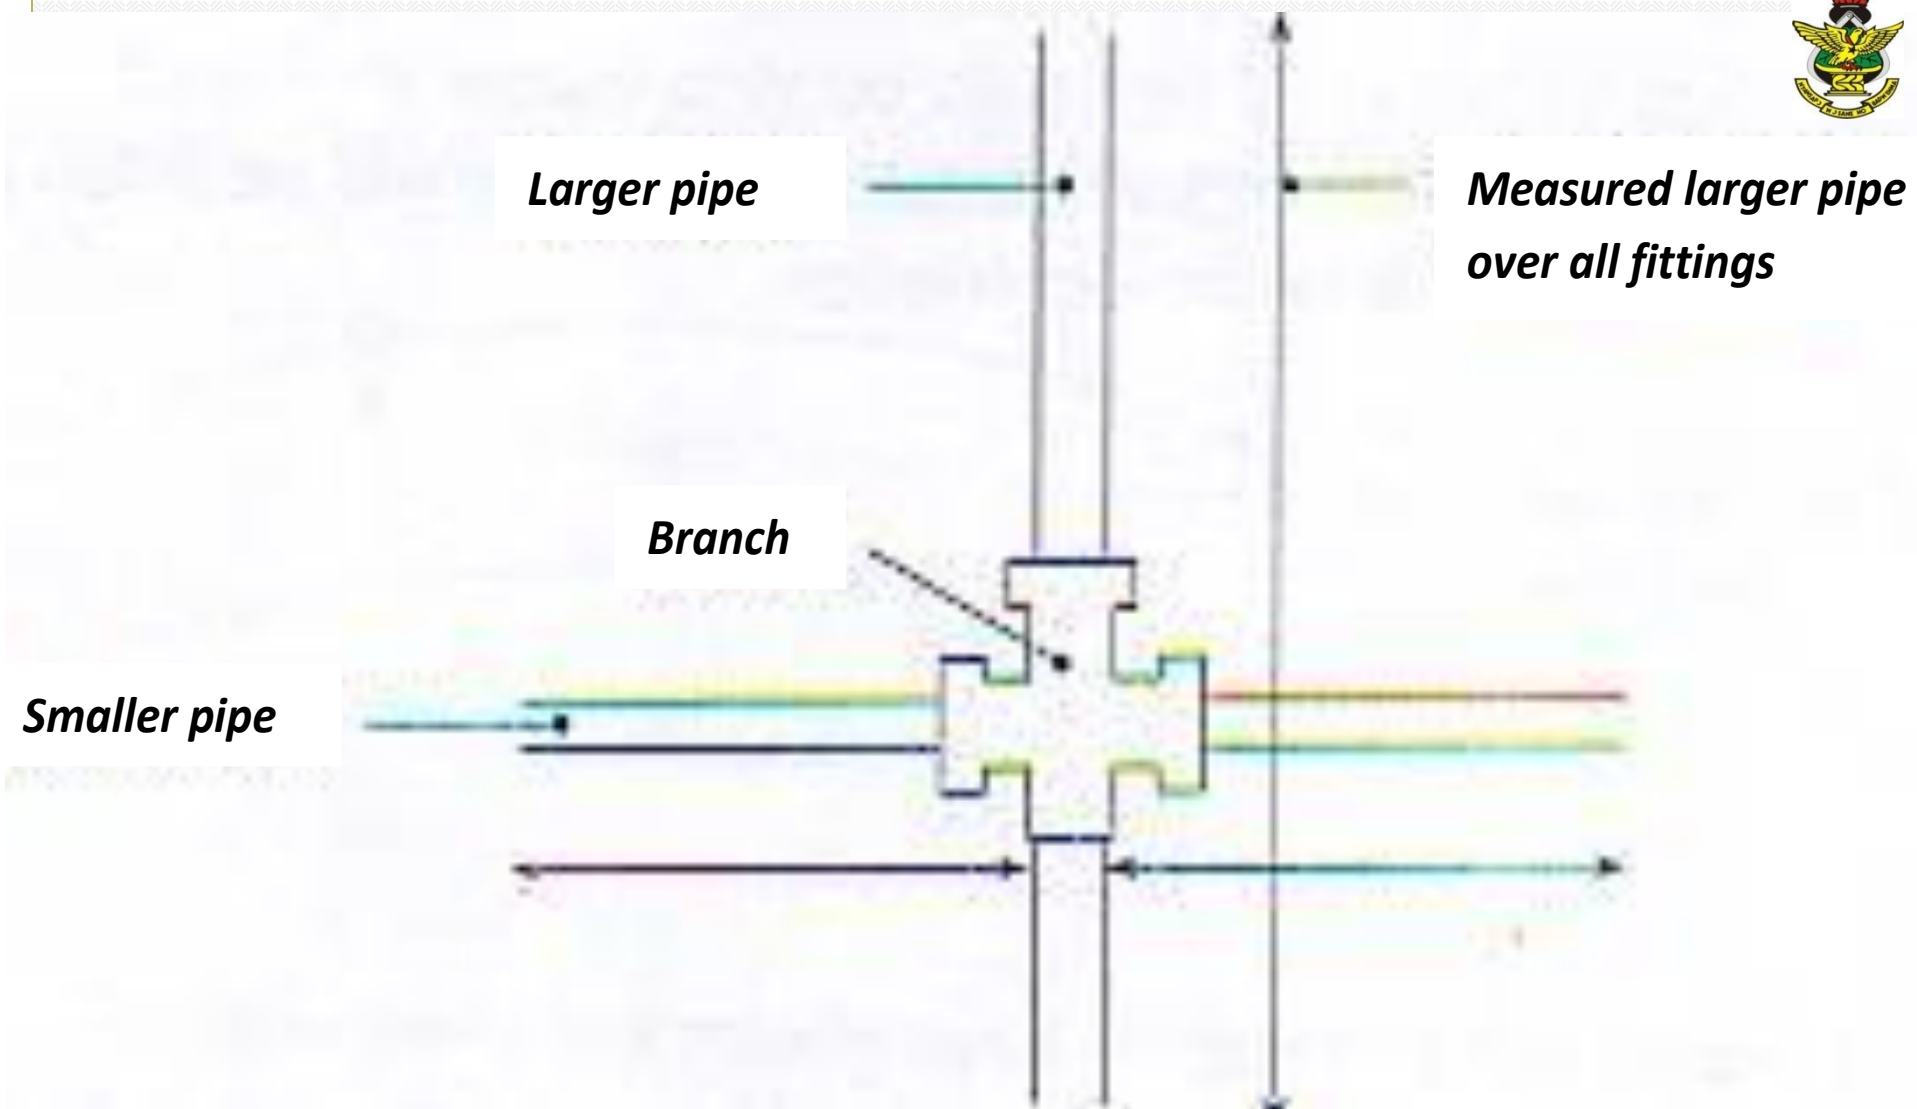 Larger pipe
Measured larger pipe
over all fittings
Branch
Smaller pipe